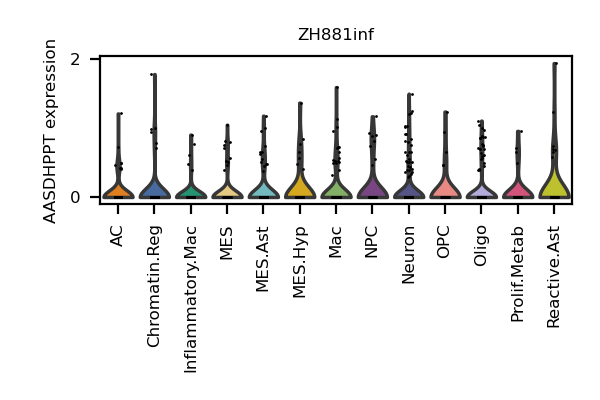 ZH881inf
AASDHPPT expression
2
0
AC
Chromatin.Reg
Inflammatory.Mac
MES
MES.Ast
MES.Hyp
Mac
NPC
Neuron
OPC
Oligo
Prolif.Metab
Reactive.Ast